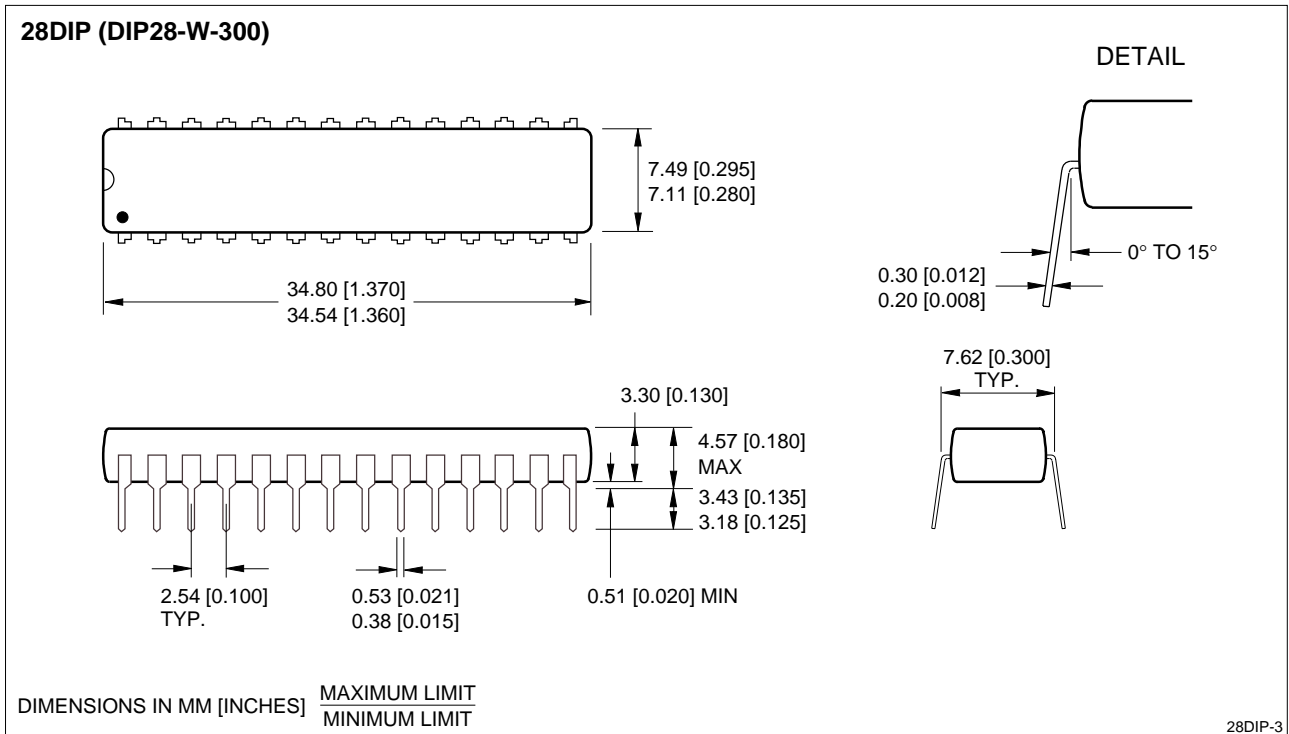 28DIP (DIP28-W-300)
DETAIL
7.49 [0.295]
7.11 [0.280]
0° TO 15°
0.30 [0.012]
0.20 [0.008]
34.80 [1.370]
34.54 [1.360]
7.62 [0.300]
TYP.
3.30 [0.130]
4.57 [0.180]
MAX
3.43 [0.135]
3.18 [0.125]
2.54 [0.100]
TYP.
0.53 [0.021]
0.38 [0.015]
0.51 [0.020] MIN
DIMENSIONS IN MM [INCHES]
MAXIMUM LIMIT
MINIMUM LIMIT
28DIP-3